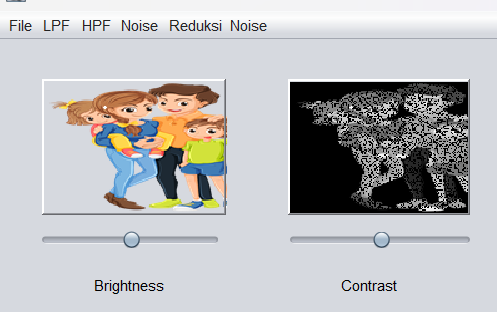 File LPF HPF Noise Reduksi Noise
Brightness Contrast